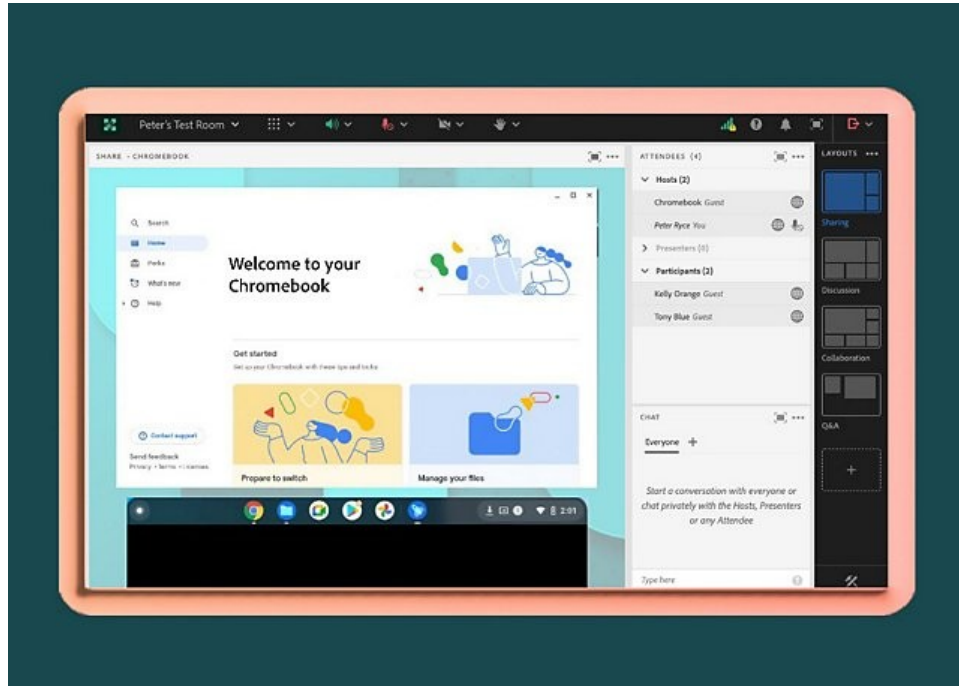 Peter's Test Room
SHARE - CHROMEBOOK
Search
Home
Perks
What's new
Help
Welcome to your
Chromebook
Get started
Set up your Chromebook with these tips and tricks
Contact support
Send feedback
Privacy • Terms • Licenses
Prepare to switch
Manage your files
2:01
ATTENDEES (4)
Hosts (2)
Chromebook Guest
Peter Ryce You
Presenters (0)
Participants (2)
Kelly Orange Guest
Tony Blue Guest
CHAT
Everyone
Start a conversation with everyone or
chat privately with the Hosts, Presenters
or any Attendee
Type here
LAYOUTS
Sharing
Discussion
Collaboration
Q&A